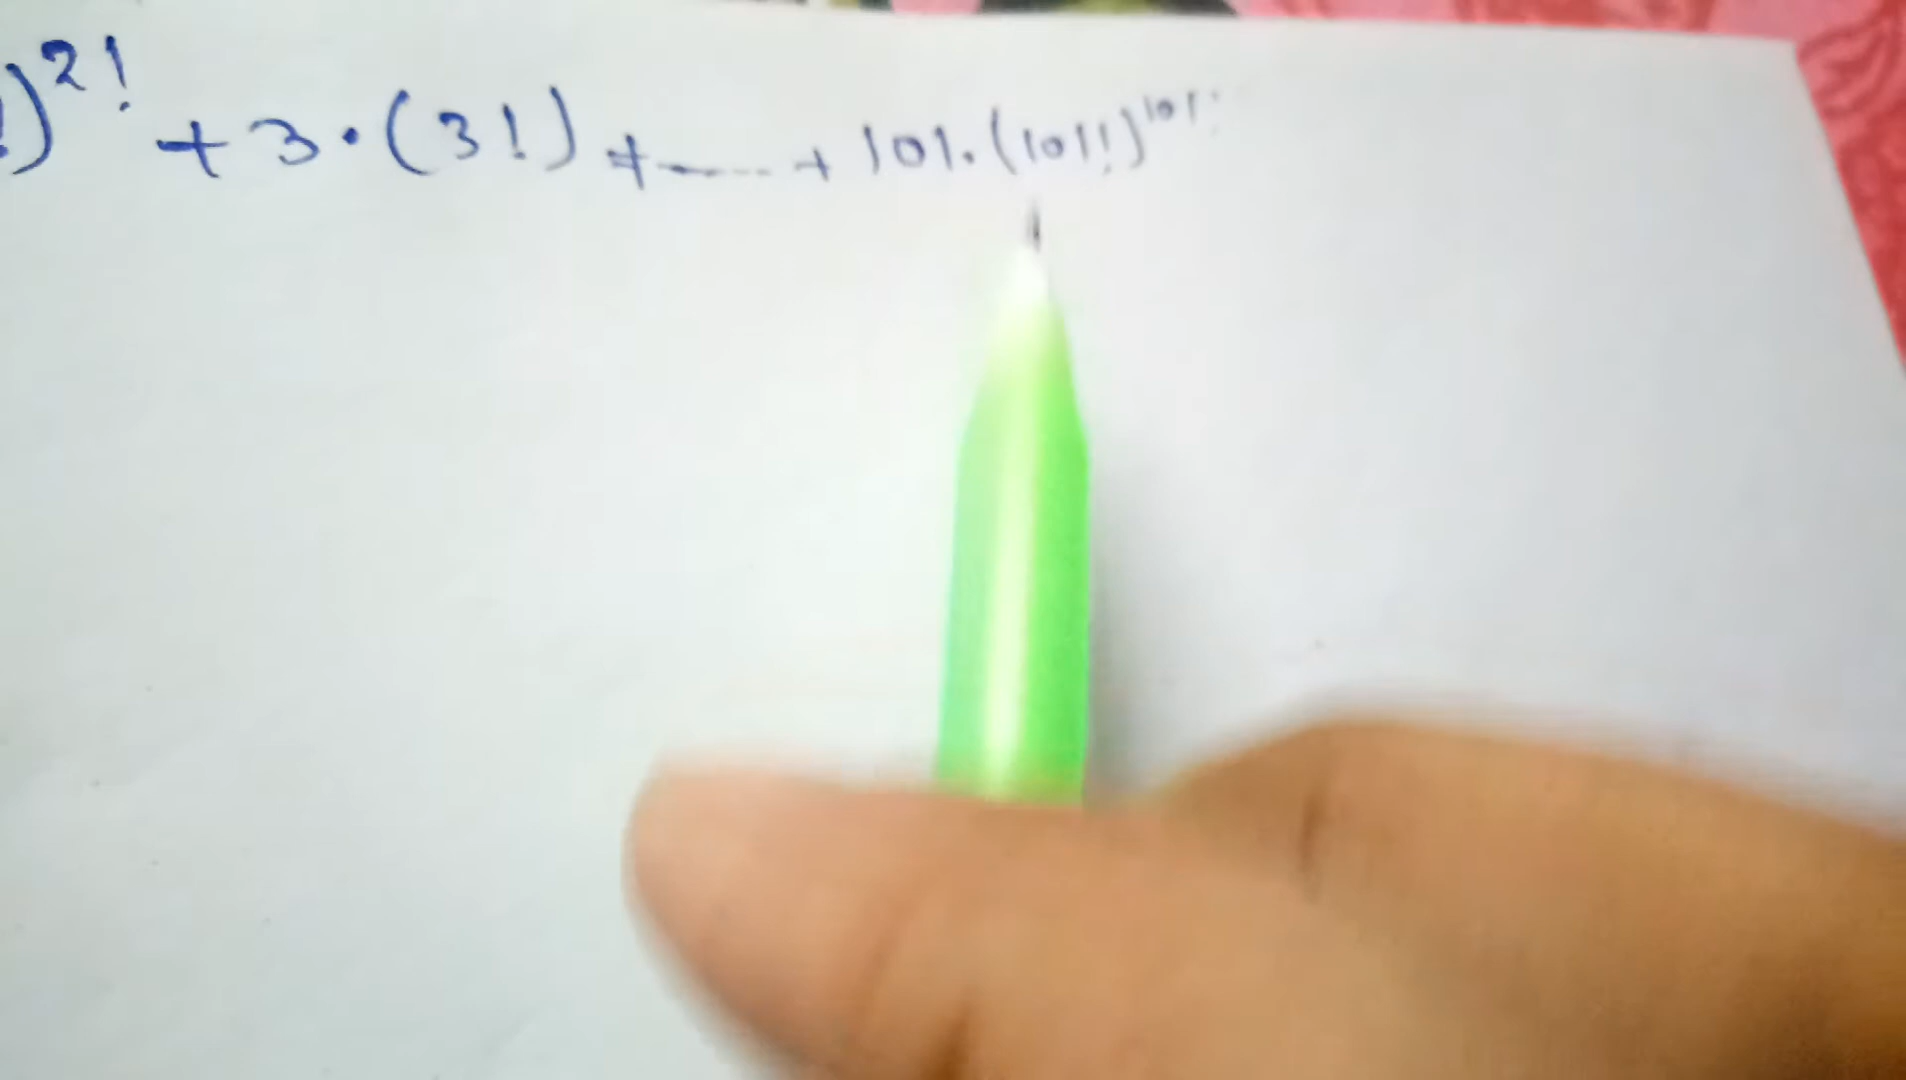 !)^2! + 3·(3!) + ------ + 101.(101!)^101!